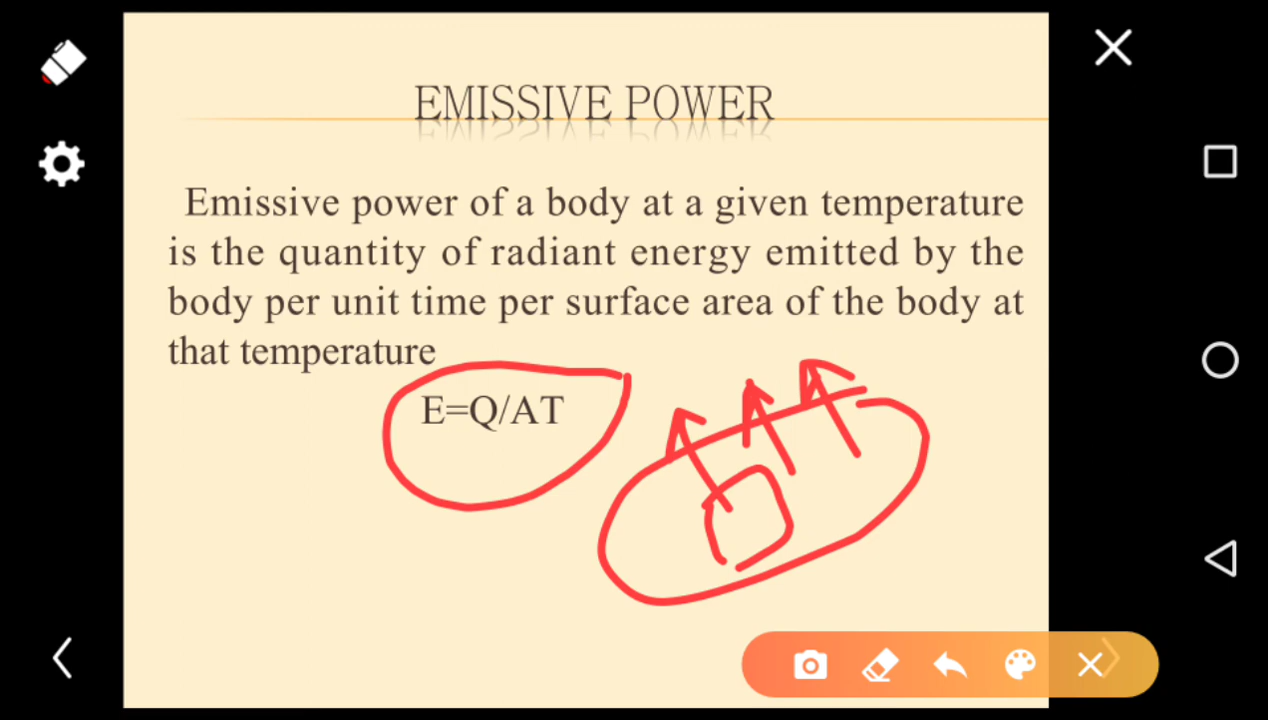 EMISSIVE POWER
Emissive power of a body at a given temperature
is the quantity of radiant energy emitted by the
body per unit time per surface area of the body at
that temperature
E=Q/AT